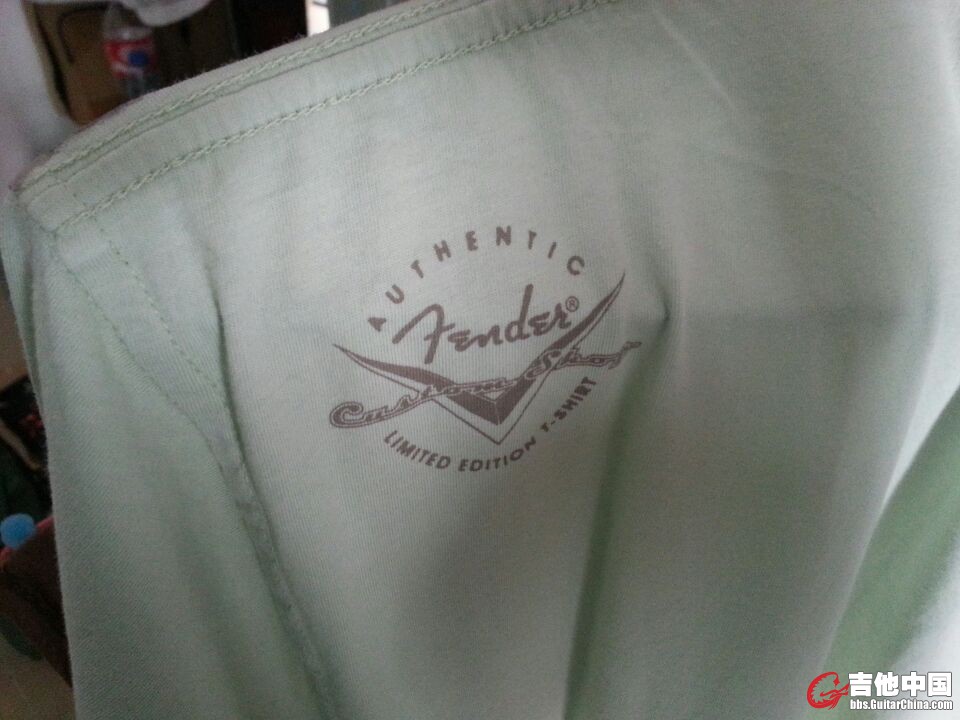 AUTHENTIC
Fender®
Custom Shop
LIMITED EDITION T-SHIRT
吉他中国
bbs.GuitarChina.com